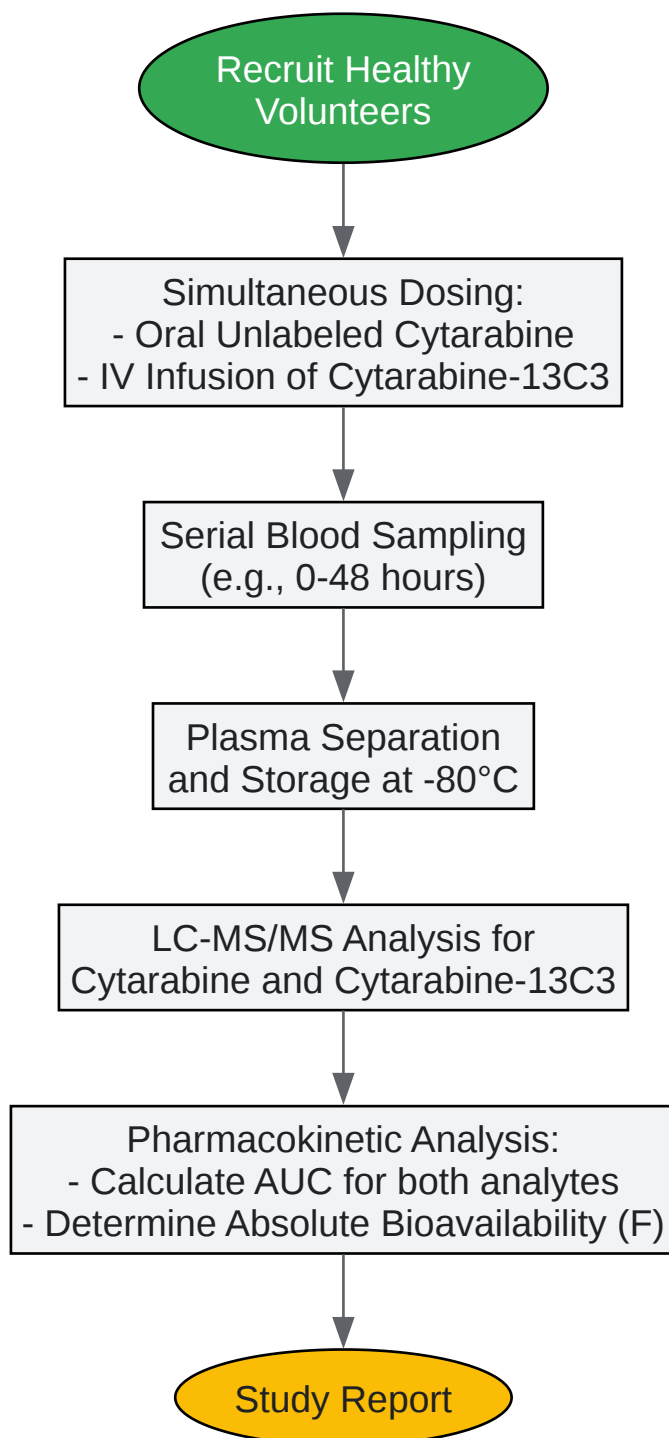 Recruit Healthy
Volunteers
Simultaneous Dosing:
- Oral Unlabeled Cytarabine
- IV Infusion of Cytarabine-13C3
Serial Blood Sampling
(e.g., 0-48 hours)
Plasma Separation
and Storage at -80°C
LC-MS/MS Analysis for
Cytarabine and Cytarabine-13C3
Pharmacokinetic Analysis:
- Calculate AUC for both analytes
- Determine Absolute Bioavailability (F)
Study Report